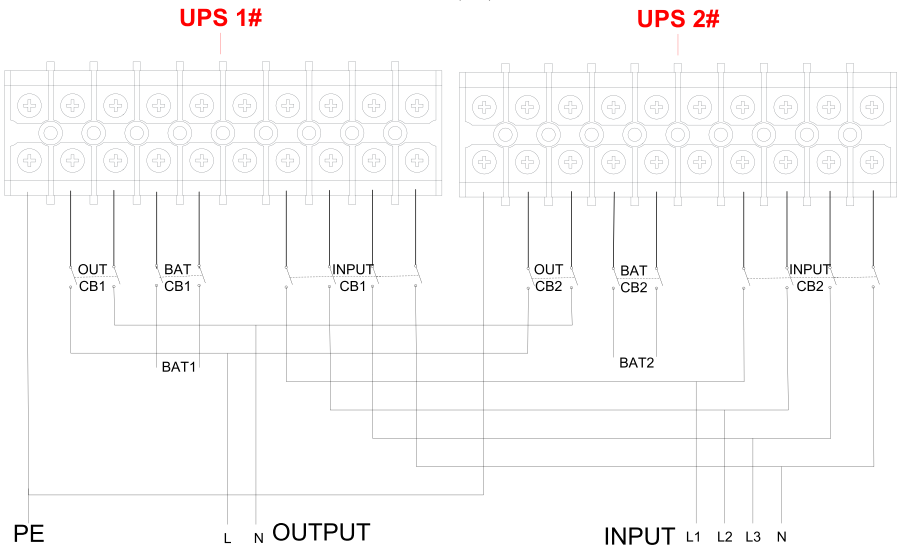 UPS 1#
UPS 2#
OUT
CB1
BAT
CB1
INPUT
CB1
OUT
CB2
BAT
CB2
INPUT
CB2
BAT1
BAT2
PE
L
N
OUTPUT
INPUT
L1
L2
L3
N